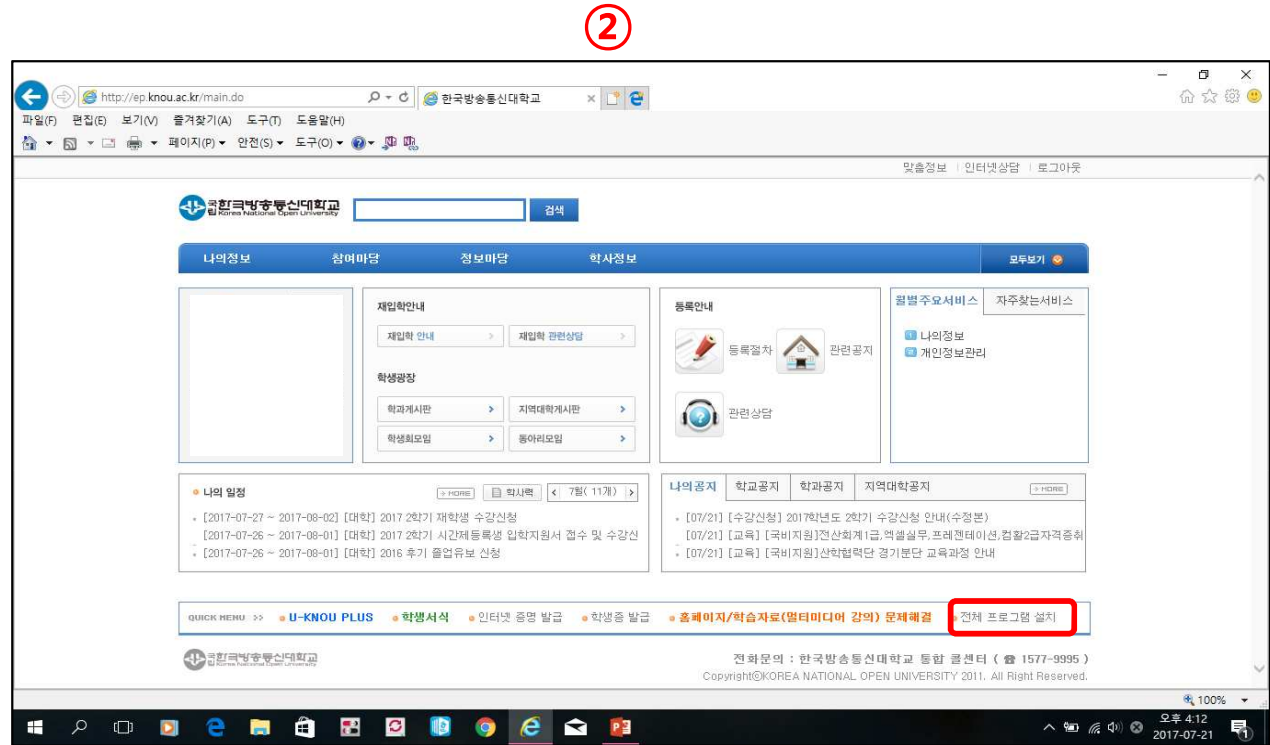 ②
http://ep.knou.ac.kr/main.do 한국방송통신대학교
파일(F) 편집(E) 보기(V) 즐겨찾기(A) 도구(T) 도움말(H)
페이지(P) 안전(S) 도구(O)
맞춤정보 인터넷상담 로그아웃
국립한국방송통신대학교 검색
Korea National Open University
나의정보 참여마당 정보마당 학사정보 모두보기
재입학안내 등록안내 월별주요서비스 자주찾는서비스
재입학 안내 재입학 관련상담 등록절차 관련공지 1 나의정보
2 개인정보관리
학생광장
학과게시판 지역대학게시판 관련상담
학생회모임 동아리모임
나의 일정 + MORE 학사력 < 7월( 11개) > 나의공지 학교공지 학과공지 지역대학공지 + MORE
[2017-07-27 ~ 2017-08-02] [대학] 2017 2학기 재학생 수강신청 [07/21] [수강신청] 2017학년도 2학기 수강신청 안내(수정본)
[2017-07-26 ~ 2017-08-01] [대학] 2017 2학기 시간제등록생 입학지원서 접수 및 수강신 [07/21] [교육] [국비지원]전산회계1급,엑셀실무,프레젠테이션,컴활2급자격증취
[2017-07-26 ~ 2017-08-01] [대학] 2016 후기 졸업유보 신청 [07/21] [교육] [국비지원]산학협력단 경기분단 교육과정 안내
QUICK MENU >> U-KNOU PLUS 학생서식 인터넷 증명 발급 학생증 발급 홈페이지/학습자료(멀티미디어 강의) 문제해결 전체 프로그램 설치
국립한국방송통신대학교 전화문의 : 한국방송통신대학교 통합 콜센터 ( ☎ 1577-9995 )
Korea National Open University Copyright©KOREA NATIONAL OPEN UNIVERSITY 2011. All Right Reserved.
100%
오후 4:12
2017-07-21